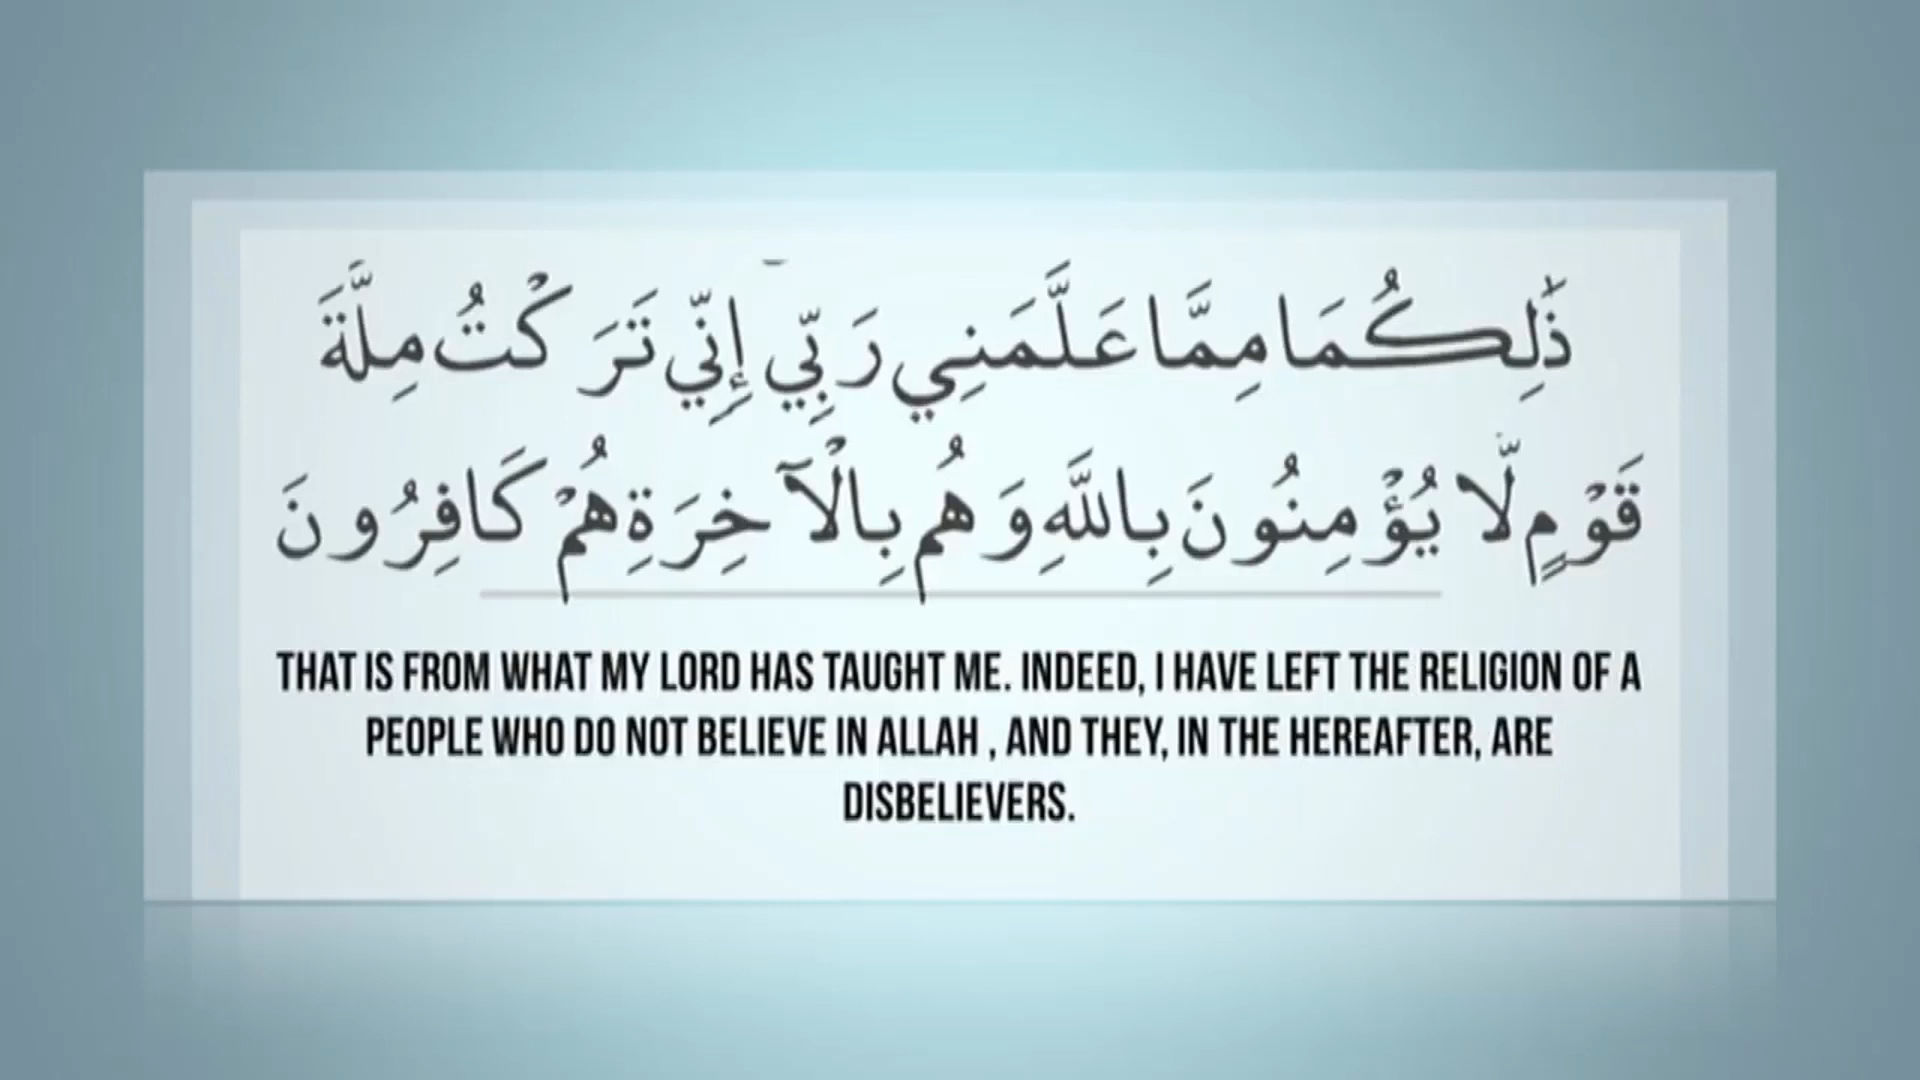 ذَٰلِكُمَا مِمَّا عَلَّمَنِي رَبِّي إِنِّي تَرَكْتُ مِلَّةَ
قَوْمٍ لَّا يُؤْمِنُونَ بِاللَّهِ وَهُم بِالْآخِرَةِ هُمْ كَافِرُونَ
THAT IS FROM WHAT MY LORD HAS TAUGHT ME. INDEED, I HAVE LEFT THE RELIGION OF A
PEOPLE WHO DO NOT BELIEVE IN ALLAH , AND THEY, IN THE HEREAFTER, ARE
DISBELIEVERS.